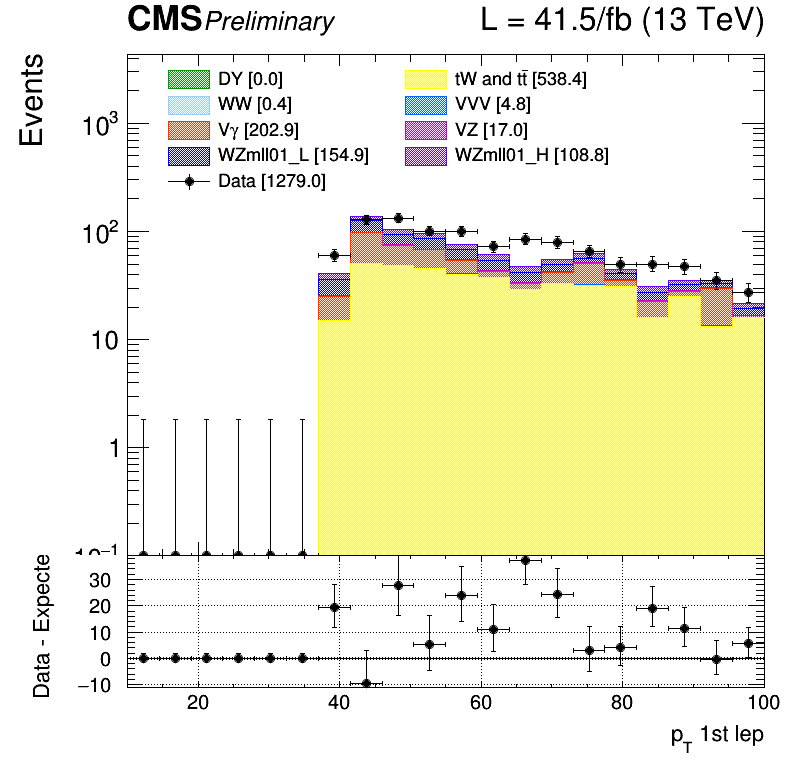 CMS Preliminary L = 41.5/fb (13 TeV)
Events
DY [0.0] tW and tt̄ [538.4]
WW [0.4] VVV [4.8]
Vγ [202.9] VZ [17.0]
WZmll01_L [154.9] WZmll01_H [108.8]
Data [1279.0]
10³
10²
10
1
10⁻¹
Data - Expecte
30
20
10
0
−10
20 40 60 80 100
p_T 1st lep